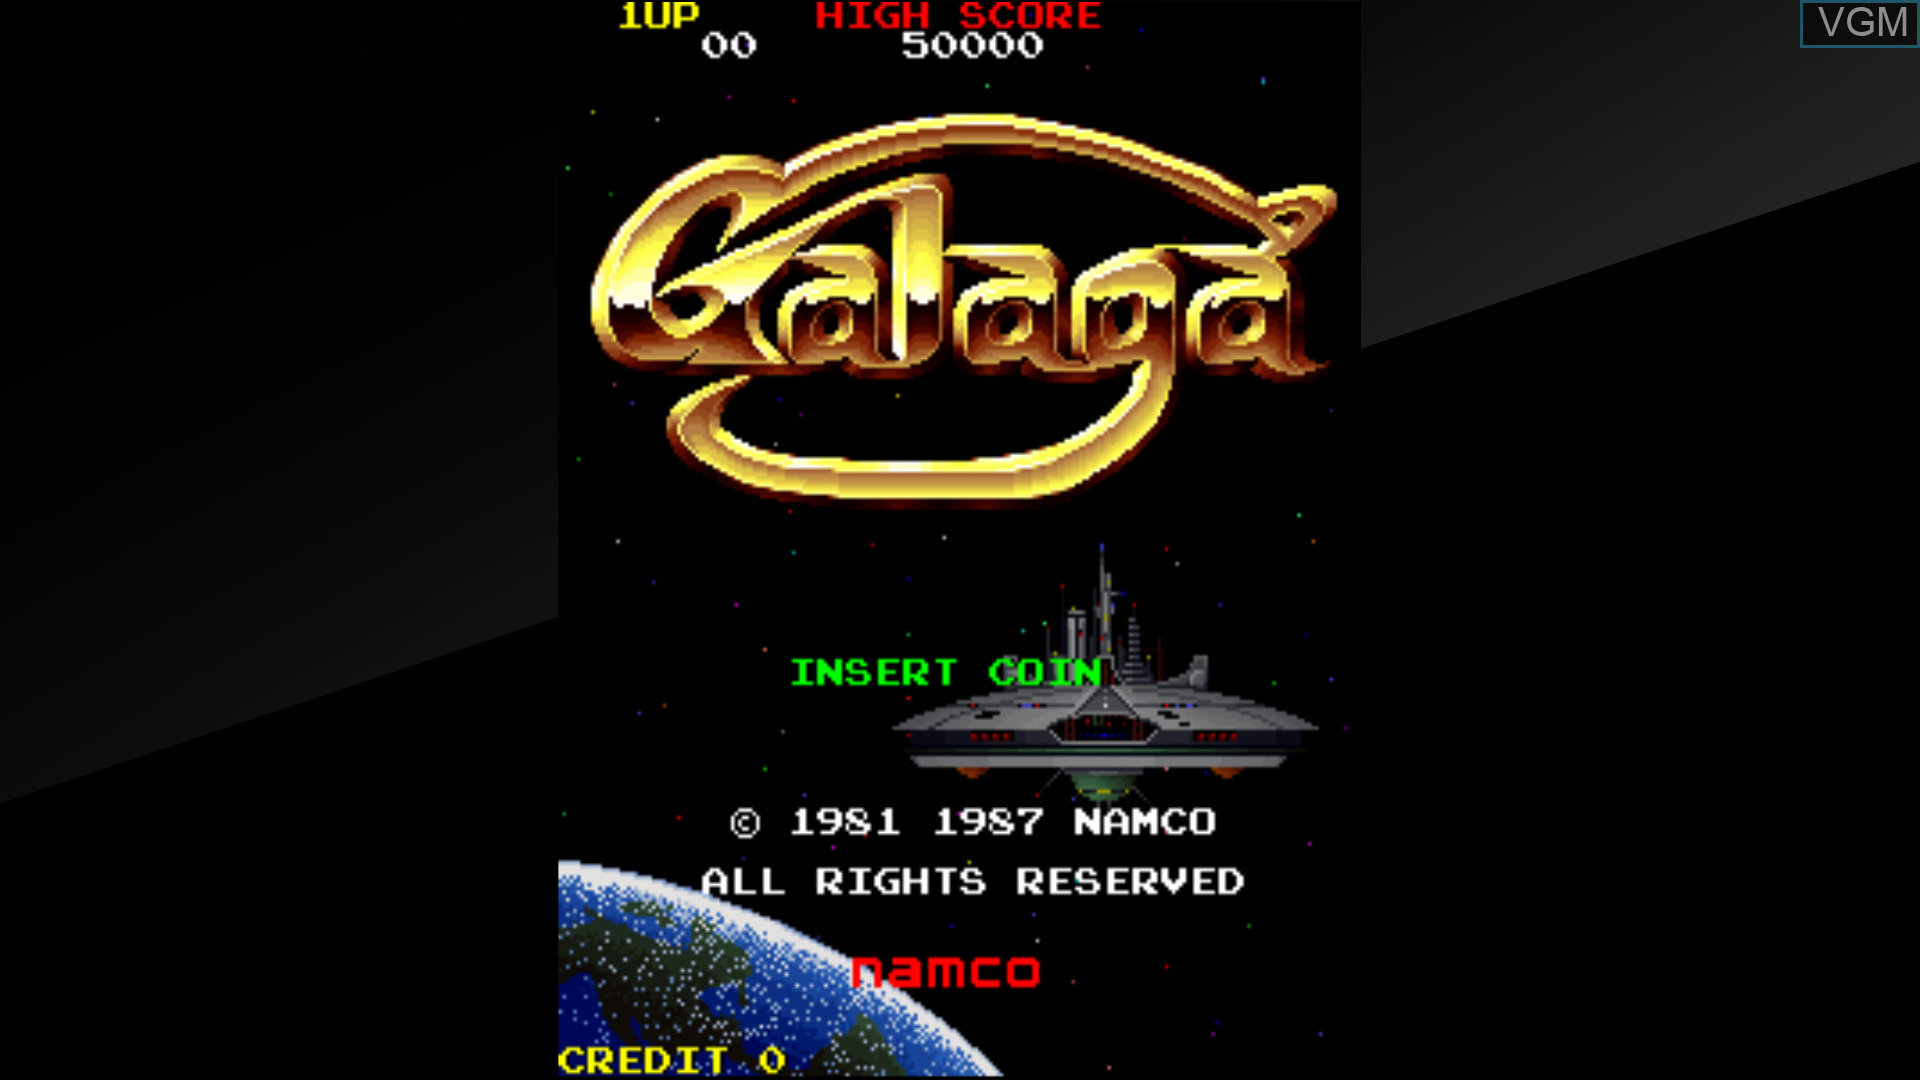 1UP HIGH SCORE
00 50000
VGM
Galaga
INSERT COIN
© 1981 1987 NAMCO
ALL RIGHTS RESERVED
namco
CREDIT 0